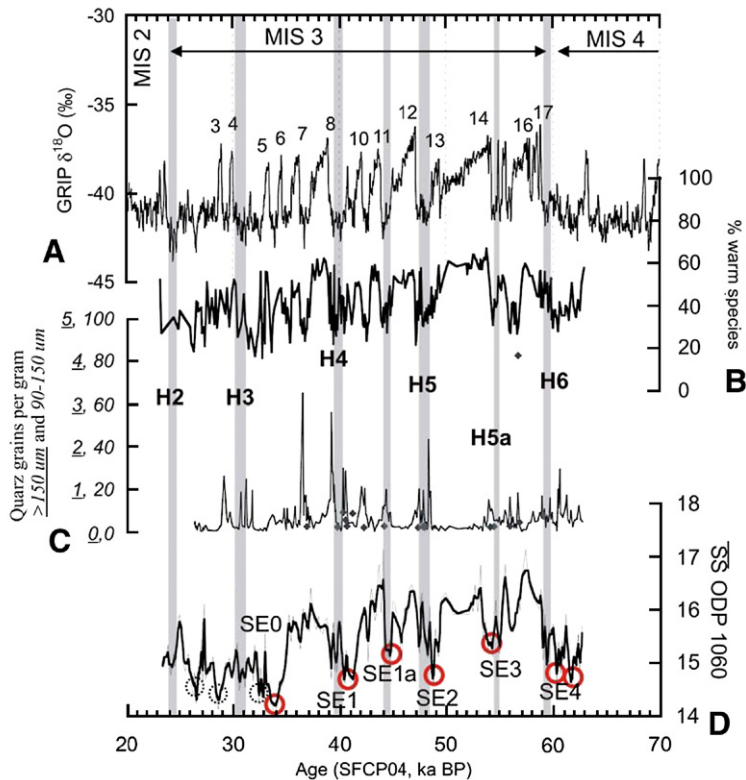 -30
MIS 2
MIS 3
MIS 4
-35
GRIP δ¹⁸O (‰)
-40
-45
3 4 5 6 7 8 10 11 12 13 14 16 17
A
100
80
60
40
20
0
% warm species
B
5, 100
4, 80
3, 60
2, 40
1, 20
0,0
Quarz grains per gram
>150 um and 90-150 um
H2 H3 H4 H5 H5a H6
C
18
17
16
15
14
SS ODP 1060
SE0 SE1 SE1a SE2 SE3 SE4
D
20 30 40 50 60 70
Age (SFCP04, ka BP)